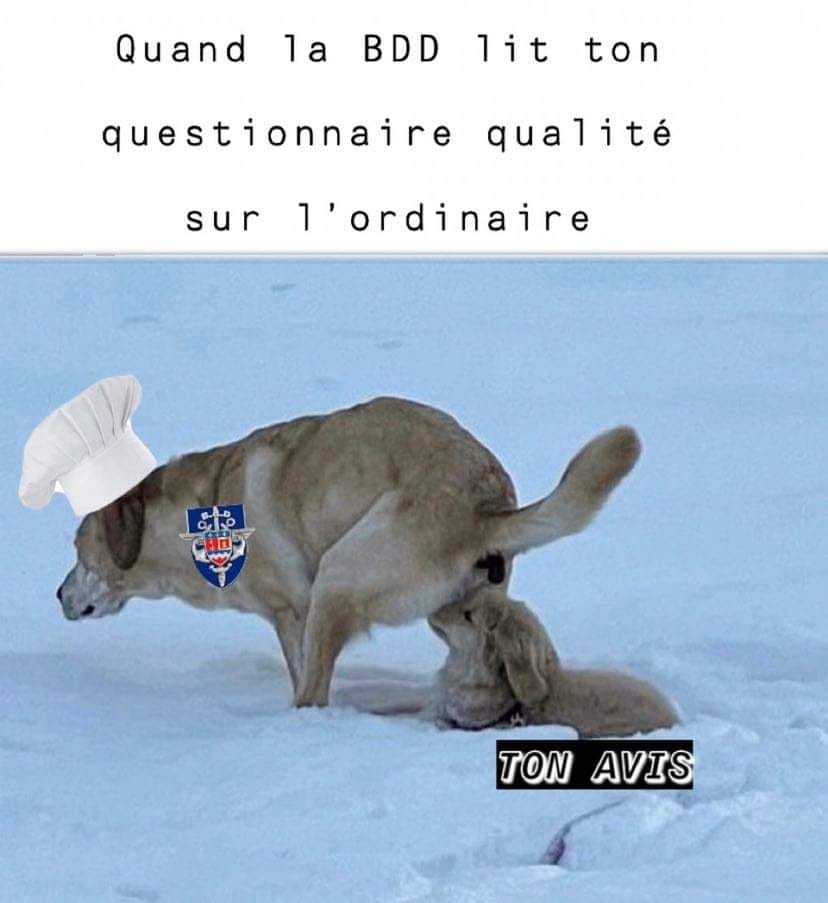 Quand la BDD lit ton
questionnaire qualité
sur l'ordinaire
TON AVIS